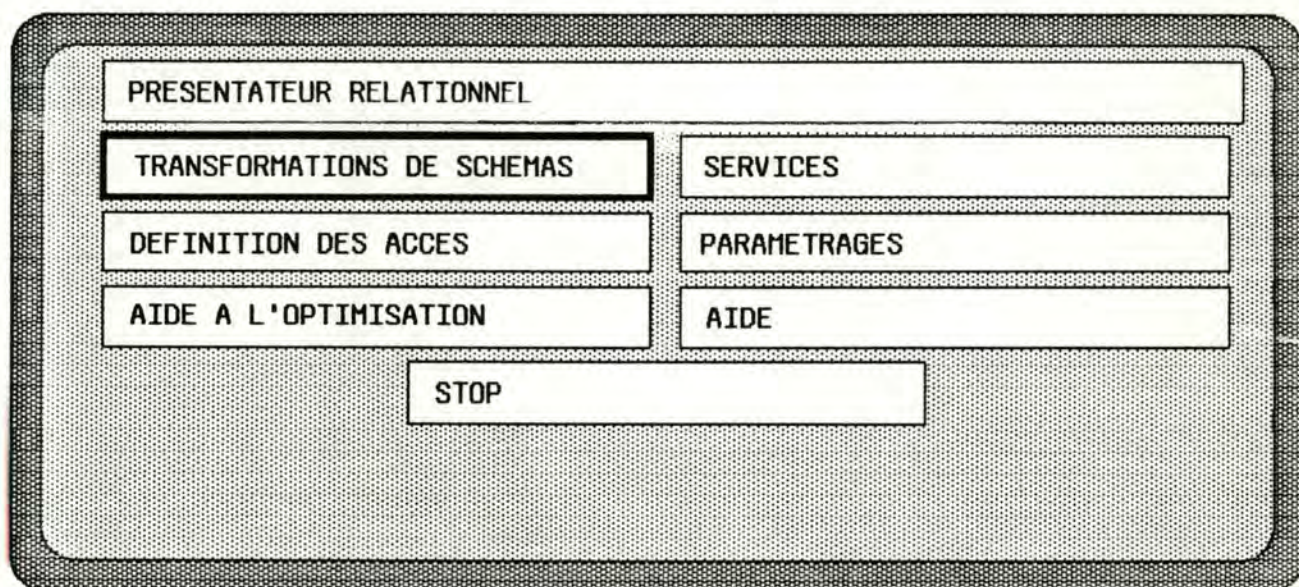 PRESENTATEUR RELATIONNEL
TRANSFORMATIONS DE SCHEMAS
SERVICES
DEFINITION DES ACCES
PARAMETRAGES
AIDE A L'OPTIMISATION
AIDE
STOP